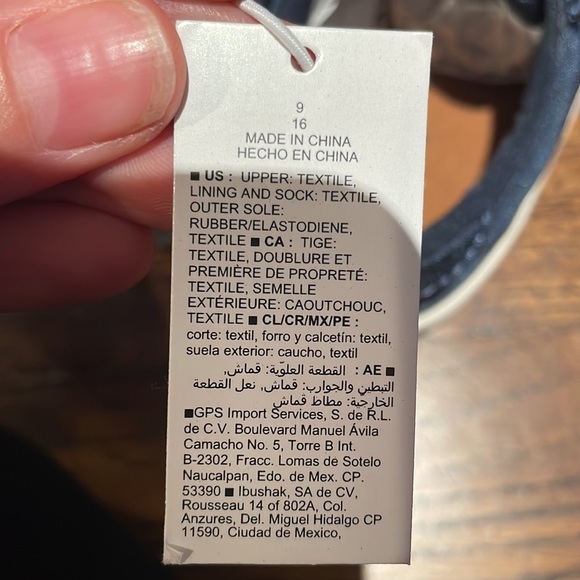 9
16
MADE IN CHINA
HECHO EN CHINA
■ US : UPPER: TEXTILE,
LINING AND SOCK: TEXTILE,
OUTER SOLE:
RUBBER/ELASTODIENE,
TEXTILE ■ CA : TIGE:
TEXTILE, DOUBLURE ET
PREMIÈRE DE PROPRETÉ:
TEXTILE, SEMELLE
EXTÉRIEURE: CAOUTCHOUC,
TEXTILE ■ CL/CR/MX/PE :
corte: textil, forro y calcetín: textil,
suela exterior: caucho, textil
■ AE : القطعة العلويّة: قماش,
التبطين والجوارب: قماش, نعل القطعة
الخارجية: مطاط قماش
■GPS Import Services, S. de R.L.
de C.V. Boulevard Manuel Ávila
Camacho No. 5, Torre B Int.
B-2302, Fracc. Lomas de Sotelo
Naucalpan, Edo. de Mex. CP.
53390 ■ Ibushak, SA de CV,
Rousseau 14 of 802A, Col.
Anzures, Del. Miguel Hidalgo CP
11590, Ciudad de Mexico,